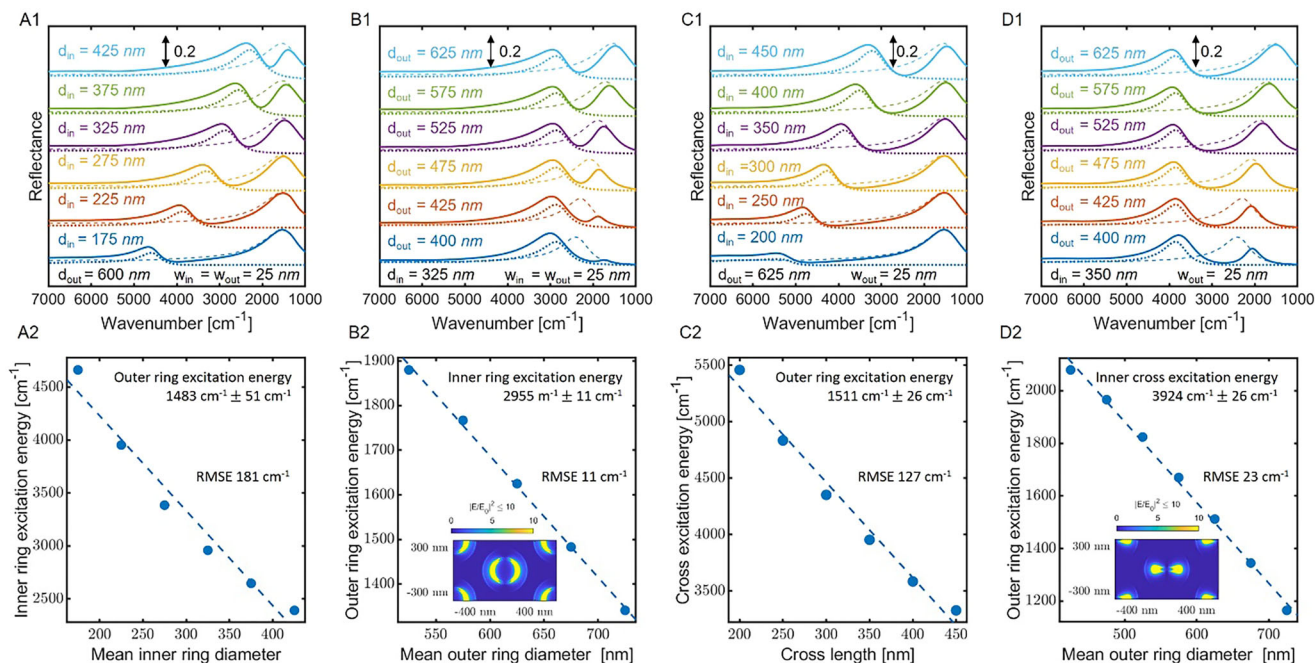 A1
d_in = 425 nm
0.2
d_in = 375 nm
d_in = 325 nm
d_in = 275 nm
d_in = 225 nm
d_in = 175 nm
d_out = 600 nm w_in = w_out = 25 nm
Reflectance
7000 6000 5000 4000 3000 2000 1000
Wavenumber [cm⁻¹]
B1
d_out = 625 nm
0.2
d_out = 575 nm
d_out = 525 nm
d_out = 475 nm
d_out = 425 nm
d_out = 400 nm
d_in = 325 nm w_in = w_out = 25 nm
Reflectance
7000 6000 5000 4000 3000 2000 1000
Wavenumber [cm⁻¹]
C1
d_in = 450 nm
0.2
d_in = 400 nm
d_in = 350 nm
d_in = 300 nm
d_in = 250 nm
d_in = 200 nm
d_out = 625 nm w_out = 25 nm
Reflectance
7000 6000 5000 4000 3000 2000 1000
Wavenumber [cm⁻¹]
D1
d_out = 625 nm
0.2
d_out = 575 nm
d_out = 525 nm
d_out = 475 nm
d_out = 425 nm
d_out = 400 nm
d_in = 350 nm w_out = 25 nm
Reflectance
7000 6000 5000 4000 3000 2000 1000
Wavenumber [cm⁻¹]
A2
Outer ring excitation energy
1483 cm⁻¹ ± 51 cm⁻¹
RMSE 181 cm⁻¹
Inner ring excitation energy [cm⁻¹]
4500
4000
3500
3000
2500
200 250 300 350 400
Mean inner ring diameter
B2
Inner ring excitation energy
2955 m⁻¹ ± 11 cm⁻¹
RMSE 11 cm⁻¹
|E/E₀|² ≤ 10
0 5 10
300 nm
-300 nm
-400 nm 400 nm
Outer ring excitation energy [cm⁻¹]
1900
1800
1700
1600
1500
1400
550 600 650 700
Mean outer ring diameter [nm]
C2
Outer ring excitation energy
1511 cm⁻¹ ± 26 cm⁻¹
RMSE 127 cm⁻¹
Cross excitation energy [cm⁻¹]
5500
5000
4500
4000
3500
200 250 300 350 400 450
Cross length [nm]
D2
Inner cross excitation energy
3924 cm⁻¹ ± 26 cm⁻¹
RMSE 23 cm⁻¹
|E/E₀|² ≤ 10
0 5 10
300 nm
-300 nm
-400 nm 400 nm
Outer ring excitation energy [cm⁻¹]
2000
1800
1600
1400
1200
500 600 700
Mean outer ring diameter [nm]